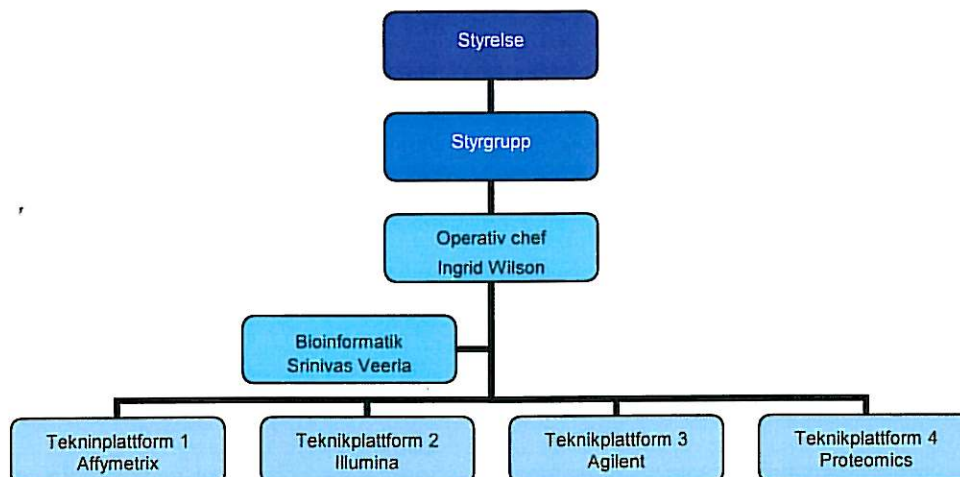 Styrelse
Styrgrupp
Operativ chef
Ingrid Wilson
Bioinformatik
Srinivas Veerla
Tekninplattform 1
Affymetrix
Teknikplattform 2
Illumina
Teknikplattform 3
Agilent
Teknikplattform 4
Proteomics